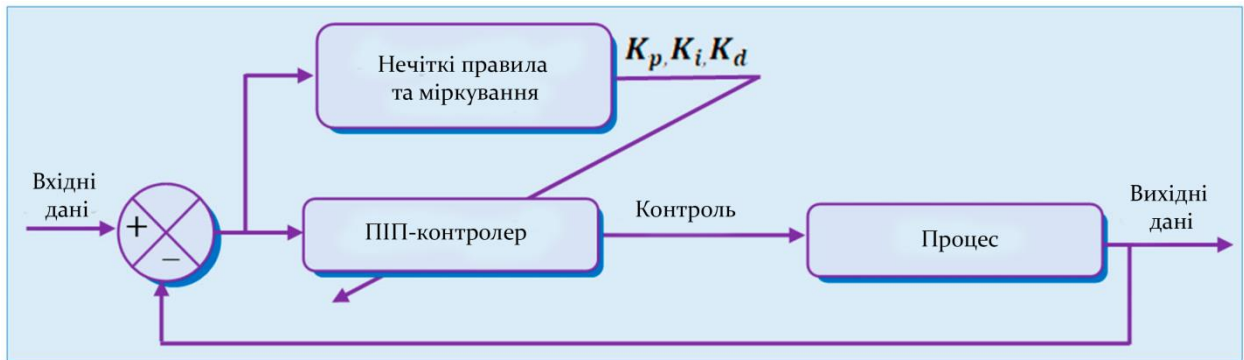 Нечіткі правила
та міркування
Kp, Ki, Kd
Вхідні
дані
+
−
ПІП-контролер
Контроль
Процес
Вихідні
дані